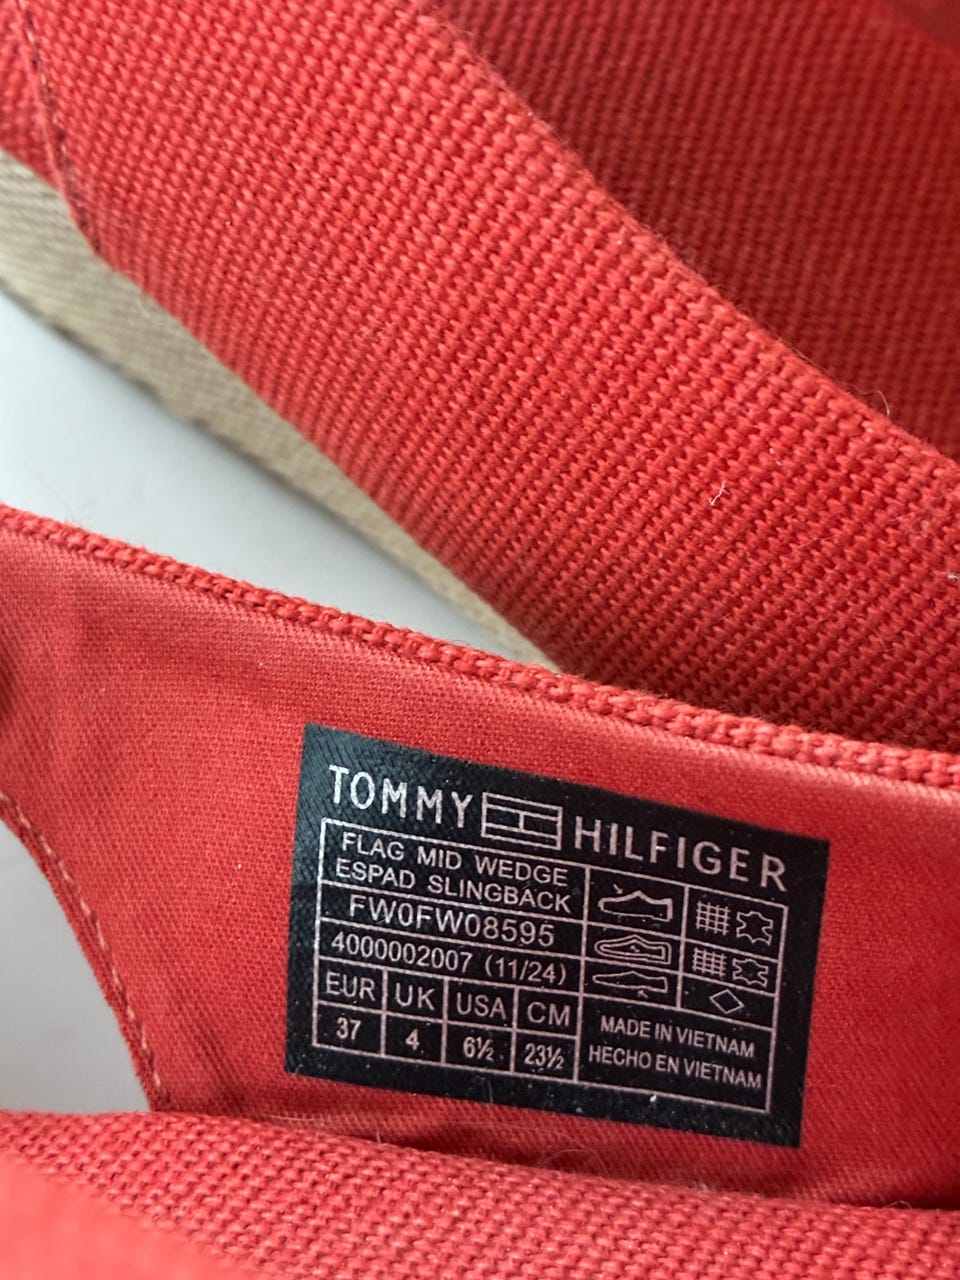 TOMMY HILFIGER
FLAG MID WEDGE
ESPAD SLINGBACK
FW0FW08595
4000002007 (11/24)
EUR UK USA CM
37 4 6½ 23½
MADE IN VIETNAM
HECHO EN VIETNAM